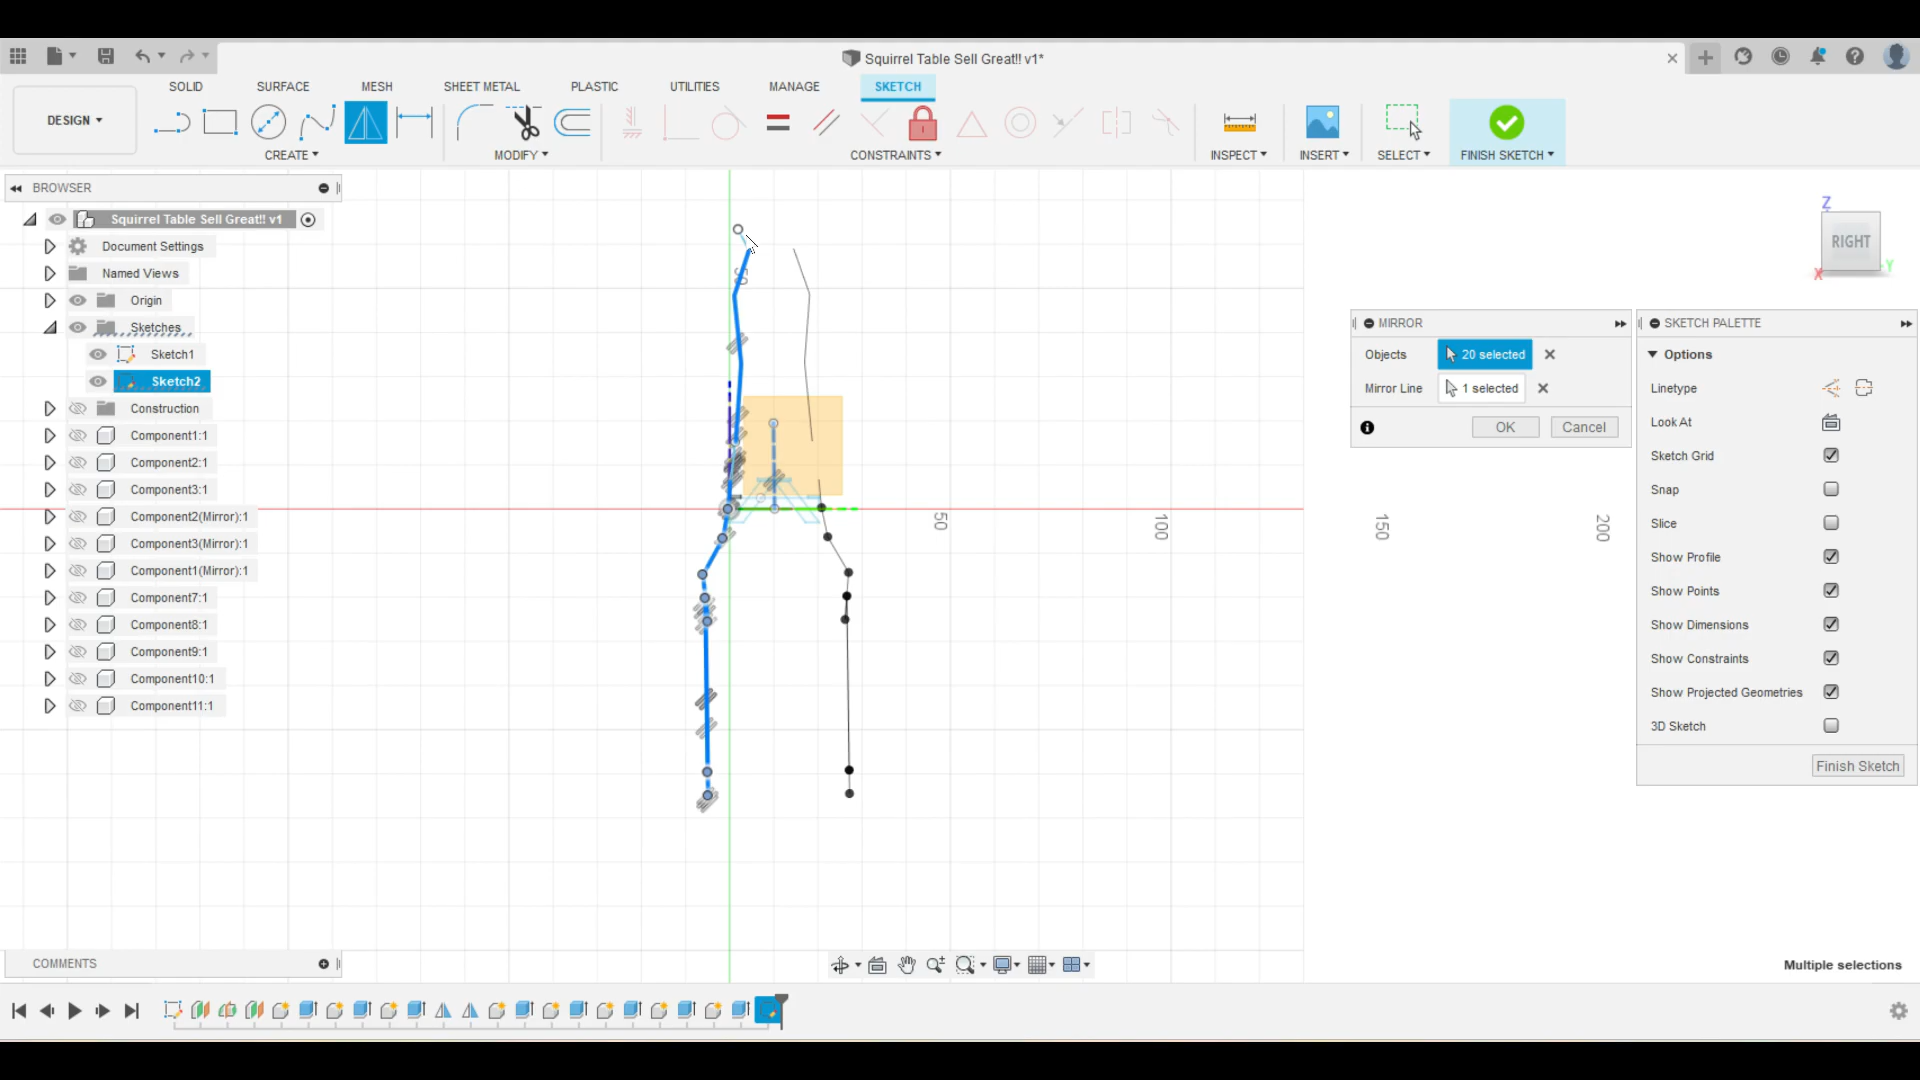 Squirrel Table Sell Great!! v1*
SOLID
SURFACE
MESH
SHEET METAL
PLASTIC
UTILITIES
MANAGE
SKETCH
DESIGN
CREATE
MODIFY
CONSTRAINTS
INSPECT
INSERT
SELECT
FINISH SKETCH
BROWSER
Squirrel Table Sell Great!! v1
Document Settings
Named Views
Origin
Sketches
Sketch1
Sketch2
Construction
Component1:1
Component2:1
Component3:1
Component2(Mirror):1
Component3(Mirror):1
Component1(Mirror):1
Component7:1
Component8:1
Component9:1
Component10:1
Component11:1
50
50
100
150
200
Z
RIGHT
X
Y
MIRROR
Objects
20 selected
Mirror Line
1 selected
OK
Cancel
SKETCH PALETTE
Options
Linetype
Look At
Sketch Grid
Snap
Slice
Show Profile
Show Points
Show Dimensions
Show Constraints
Show Projected Geometries
3D Sketch
Finish Sketch
COMMENTS
Multiple selections